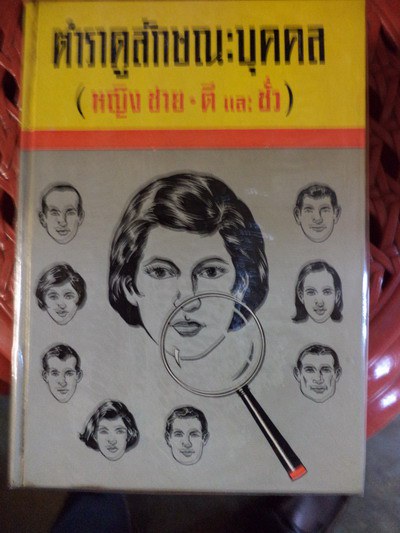 ตำราดูลักษณะบุคคล
(หญิง ชาย • ดี และ ชั่ว)